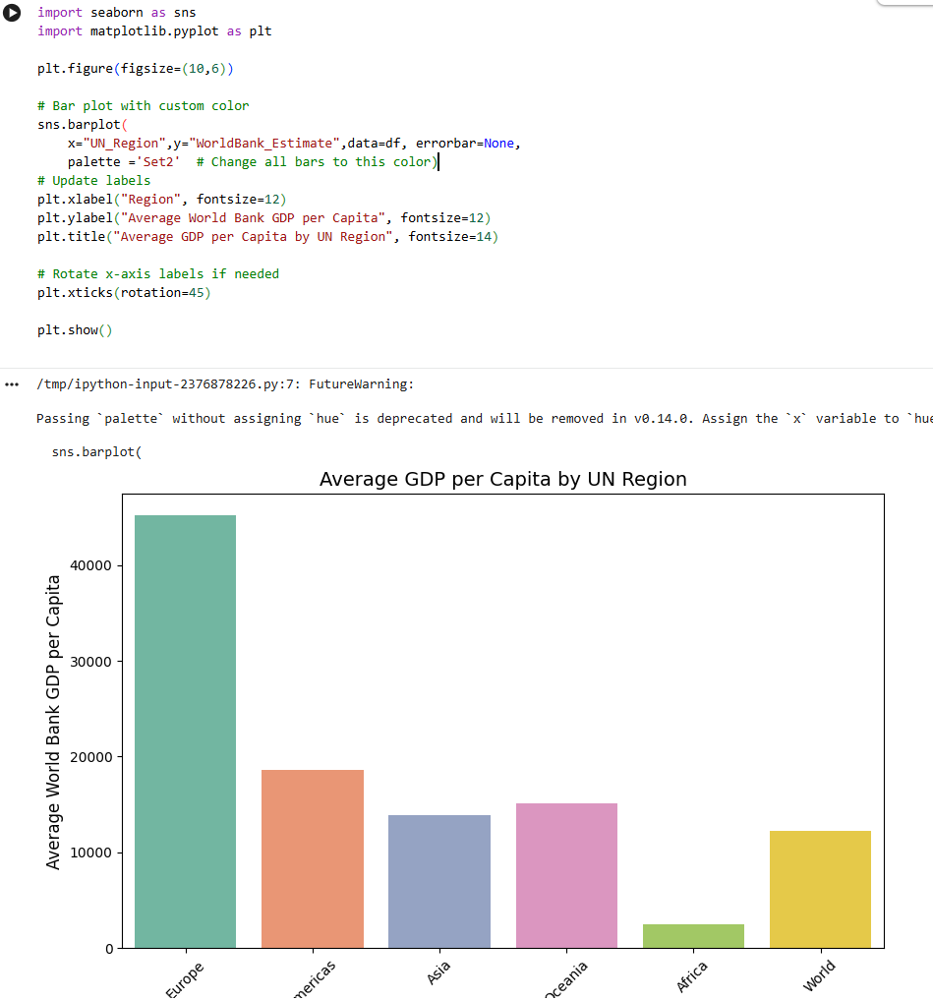 import seaborn as sns
import matplotlib.pyplot as plt
plt.figure(figsize=(10,6))
# Bar plot with custom color
sns.barplot(
x="UN_Region",y="WorldBank_Estimate",data=df, errorbar=None,
palette ='Set2'  # Change all bars to this color)
# Update labels
plt.xlabel("Region", fontsize=12)
plt.ylabel("Average World Bank GDP per Capita", fontsize=12)
plt.title("Average GDP per Capita by UN Region", fontsize=14)
# Rotate x-axis labels if needed
plt.xticks(rotation=45)
plt.show()
/tmp/ipython-input-2376878226.py:7: FutureWarning:
Passing `palette` without assigning `hue` is deprecated and will be removed in v0.14.0. Assign the `x` variable to `hue
sns.barplot(
Average GDP per Capita by UN Region
Average World Bank GDP per Capita
40000
30000
20000
10000
0
Europe
mericas
Asia
Oceania
Africa
World